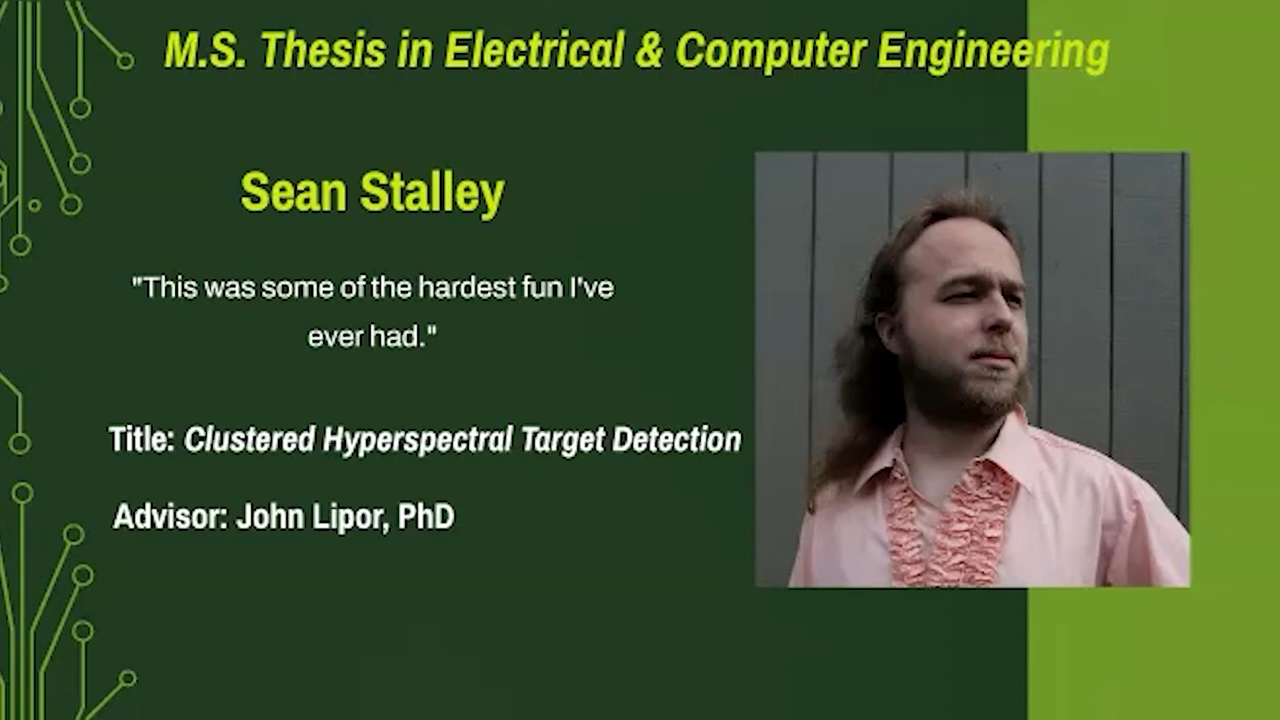 M.S. Thesis in Electrical & Computer Engineering
Sean Stalley
"This was some of the hardest fun I've
ever had."
Title: Clustered Hyperspectral Target Detection
Advisor: John Lipor, PhD